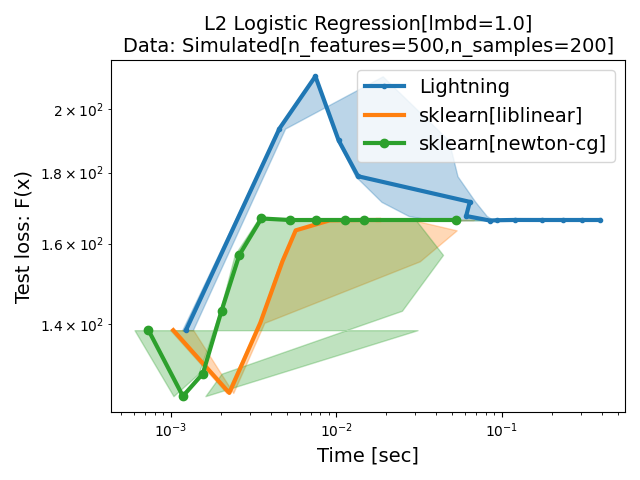 L2 Logistic Regression[lmbd=1.0]
Data: Simulated[n_features=500,n_samples=200]
Lightning
sklearn[liblinear]
sklearn[newton-cg]
Test loss: F(x)
2 × 10²
1.8 × 10²
1.6 × 10²
1.4 × 10²
10⁻³
10⁻²
10⁻¹
Time [sec]